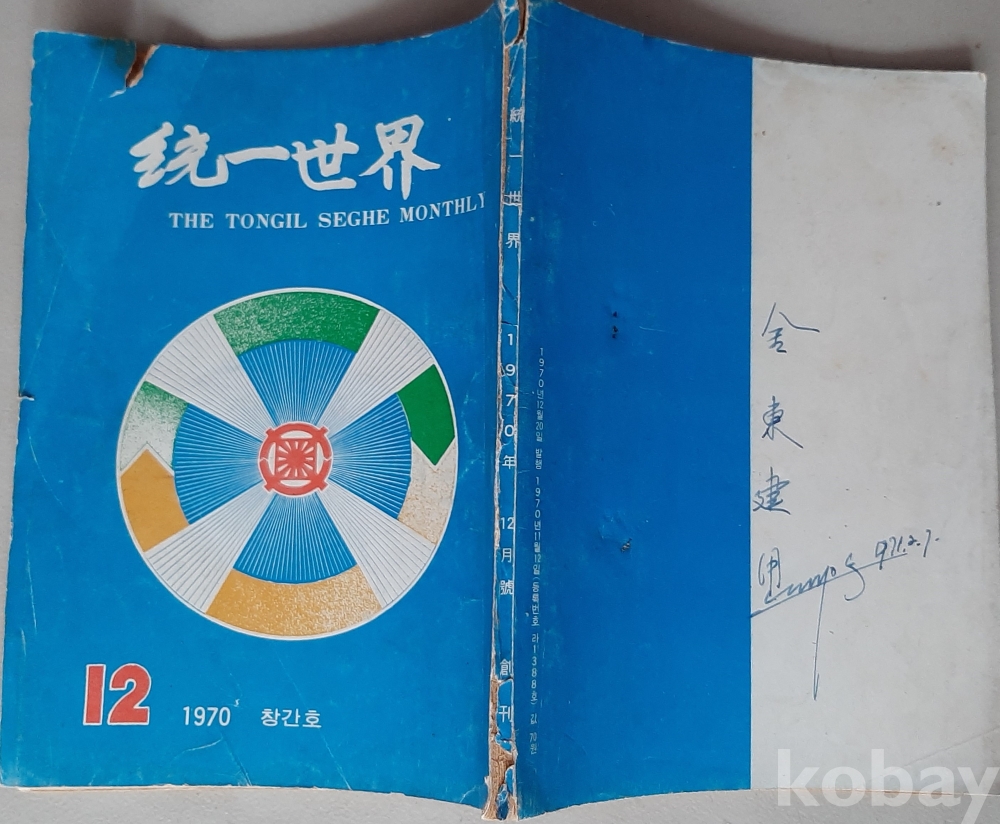 统一世界
THE TONGIL SEGHE MONTHLY
12
1970 창간호
統一世界 1970年 12月號 創刊
1970년12월20일 발행 1970년11월12일(등록번호 라1388호) 값 70원
金東建
1971.2.7.
kobay